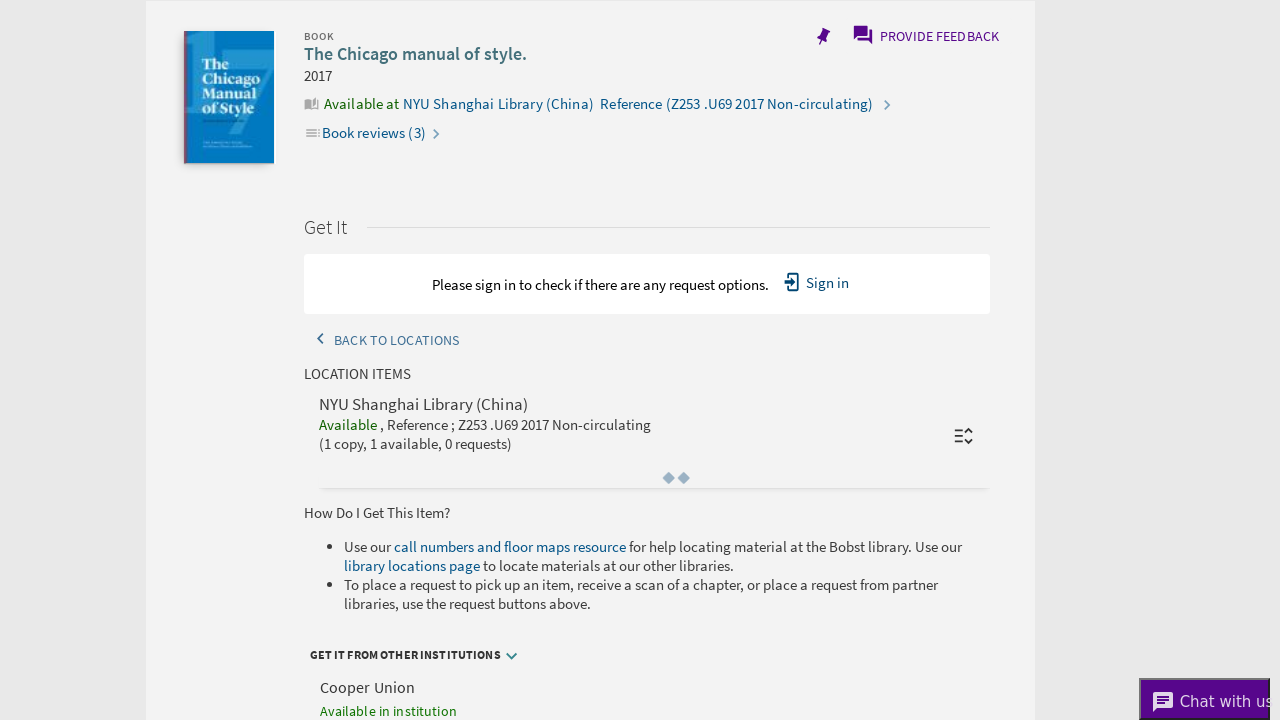 BOOK
The Chicago manual of style.
2017
PROVIDE FEEDBACK
The
Chicago
Manual
of Style
17
Available at NYU Shanghai Library (China) Reference (Z253 .U69 2017 Non-circulating)
Book reviews (3)
Get It
Please sign in to check if there are any request options. Sign in
BACK TO LOCATIONS
LOCATION ITEMS
NYU Shanghai Library (China)
Available , Reference ; Z253 .U69 2017 Non-circulating
(1 copy, 1 available, 0 requests)
How Do I Get This Item?
Use our call numbers and floor maps resource for help locating material at the Bobst library. Use our
library locations page to locate materials at our other libraries.
To place a request to pick up an item, receive a scan of a chapter, or place a request from partner
libraries, use the request buttons above.
GET IT FROM OTHER INSTITUTIONS
Cooper Union
Available in institution
Chat with us